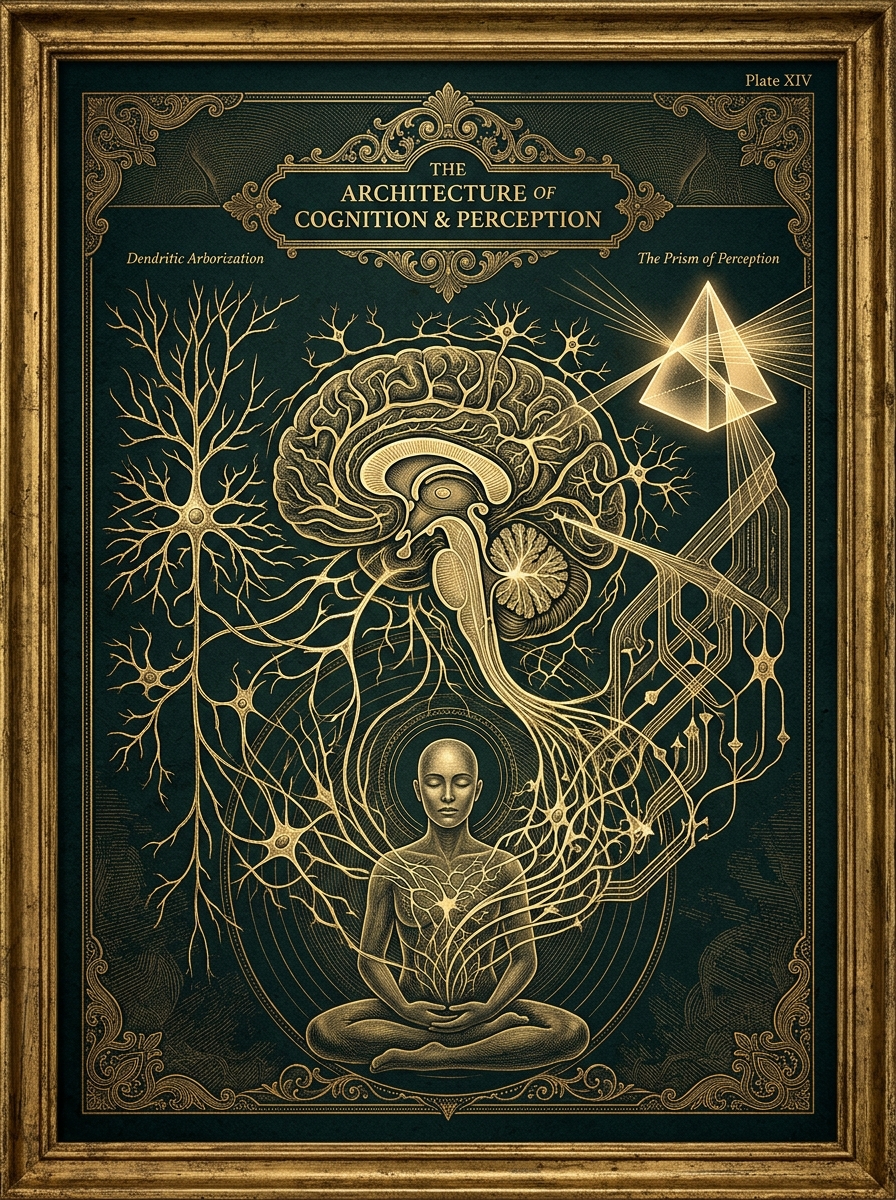 Plate XIV
THE
ARCHITECTURE OF
COGNITION & PERCEPTION
Dendritic Arborization
The Prism of Perception